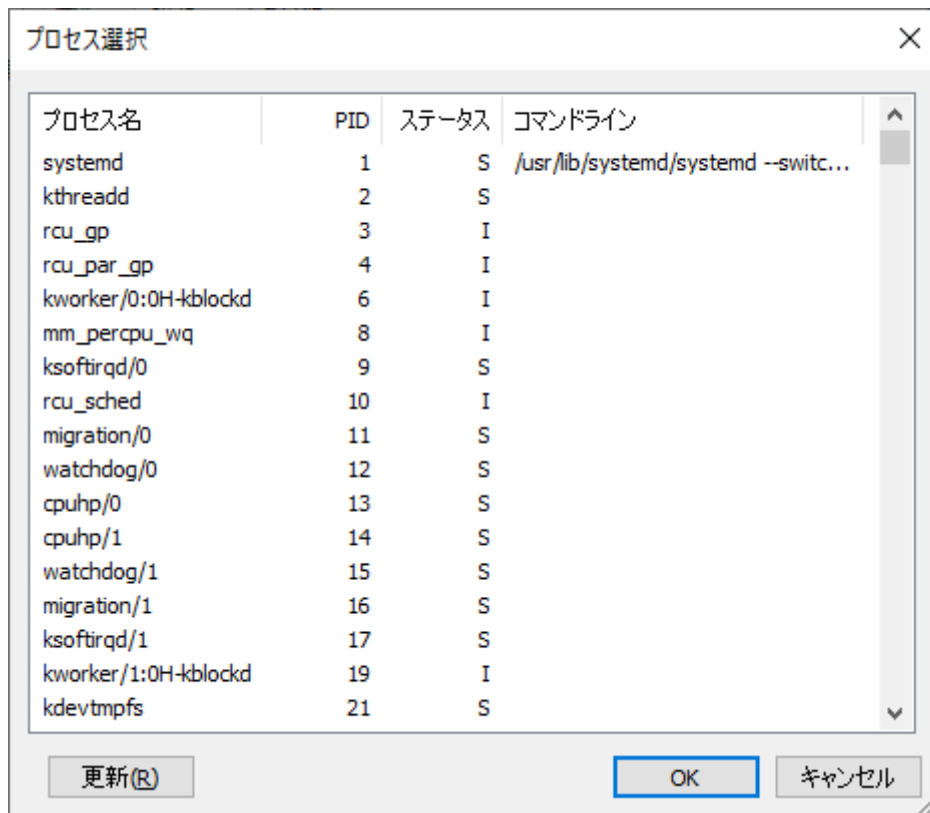 プロセス選択
プロセス名 PID ステータス コマンドライン
systemd 1 S /usr/lib/systemd/systemd --switc...
kthreadd 2 S
rcu_gp 3 I
rcu_par_gp 4 I
kworker/0:0H-kblockd 6 I
mm_percpu_wq 8 I
ksoftirqd/0 9 S
rcu_sched 10 I
migration/0 11 S
watchdog/0 12 S
cpuhp/0 13 S
cpuhp/1 14 S
watchdog/1 15 S
migration/1 16 S
ksoftirqd/1 17 S
kworker/1:0H-kblockd 19 I
kdevtmpfs 21 S
更新(R) OK キャンセル